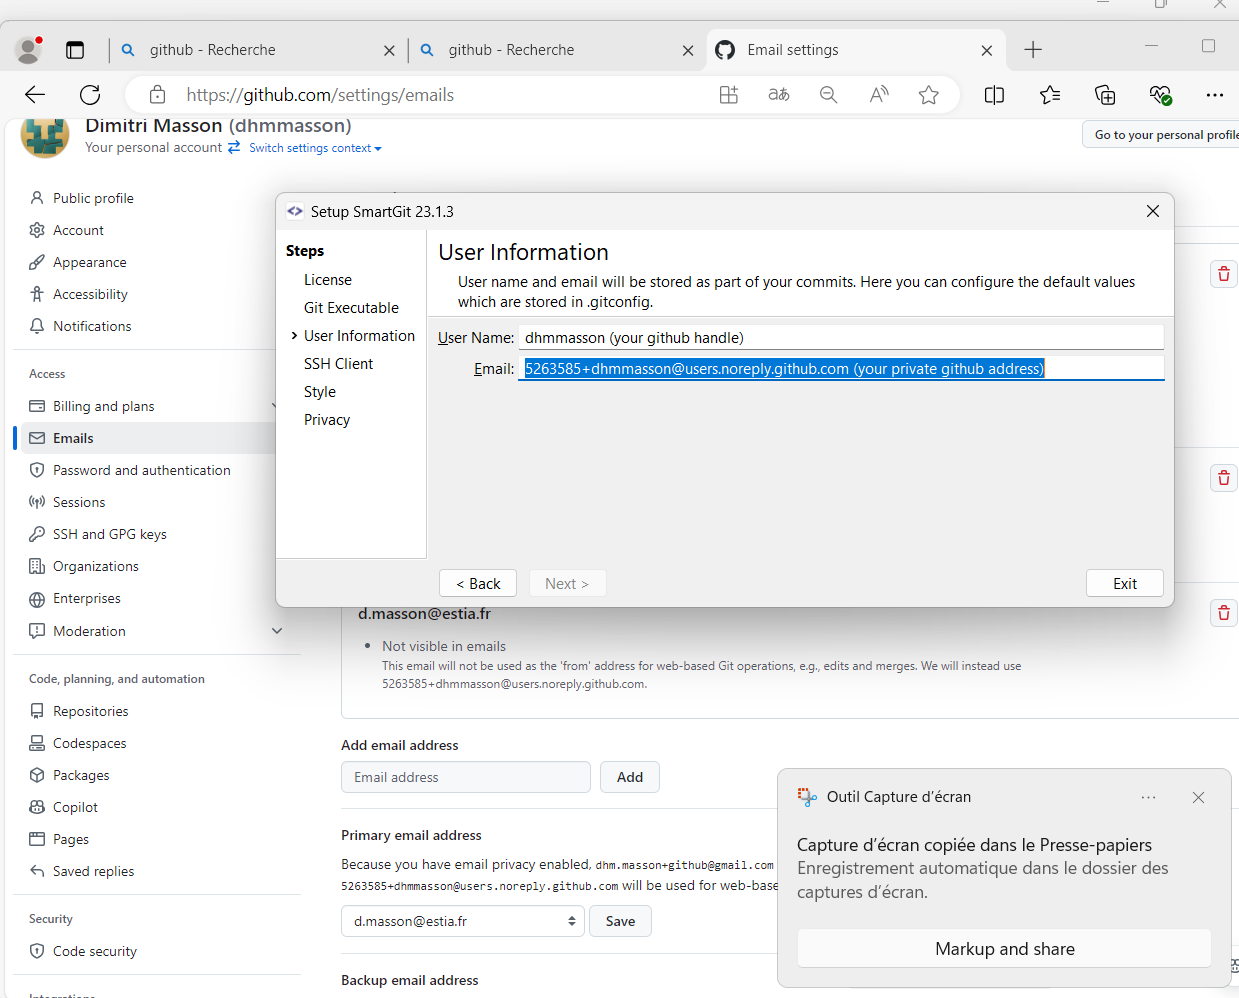 github - Recherche
github - Recherche
Email settings
https://github.com/settings/emails
aあ
A
Dimitri Masson (dhmmasson)
Your personal account Switch settings context
Go to your personal profile
Public profile
Account
Appearance
Accessibility
Notifications
Access
Billing and plans
Emails
Password and authentication
Sessions
SSH and GPG keys
Organizations
Enterprises
Moderation
Code, planning, and automation
Repositories
Codespaces
Packages
Copilot
Pages
Saved replies
Security
Code security
Integrations
Setup SmartGit 23.1.3
Steps
License
Git Executable
User Information
SSH Client
Style
Privacy
User Information
User name and email will be stored as part of your commits. Here you can configure the default values
which are stored in .gitconfig.
User Name: dhmmasson (your github handle)
Email: 5263585+dhmmasson@users.noreply.github.com (your private github address)
< Back
Next >
Exit
d.masson@estia.fr
Not visible in emails
This email will not be used as the 'from' address for web-based Git operations, e.g., edits and merges. We will instead use
5263585+dhmmasson@users.noreply.github.com.
Add email address
Email address
Add
Primary email address
Because you have email privacy enabled, dhm.masson+github@gmail.com
5263585+dhmmasson@users.noreply.github.com will be used for web-base
d.masson@estia.fr
Save
Backup email address
Outil Capture d'écran
Capture d'écran copiée dans le Presse-papiers
Enregistrement automatique dans le dossier des
captures d'écran.
Markup and share